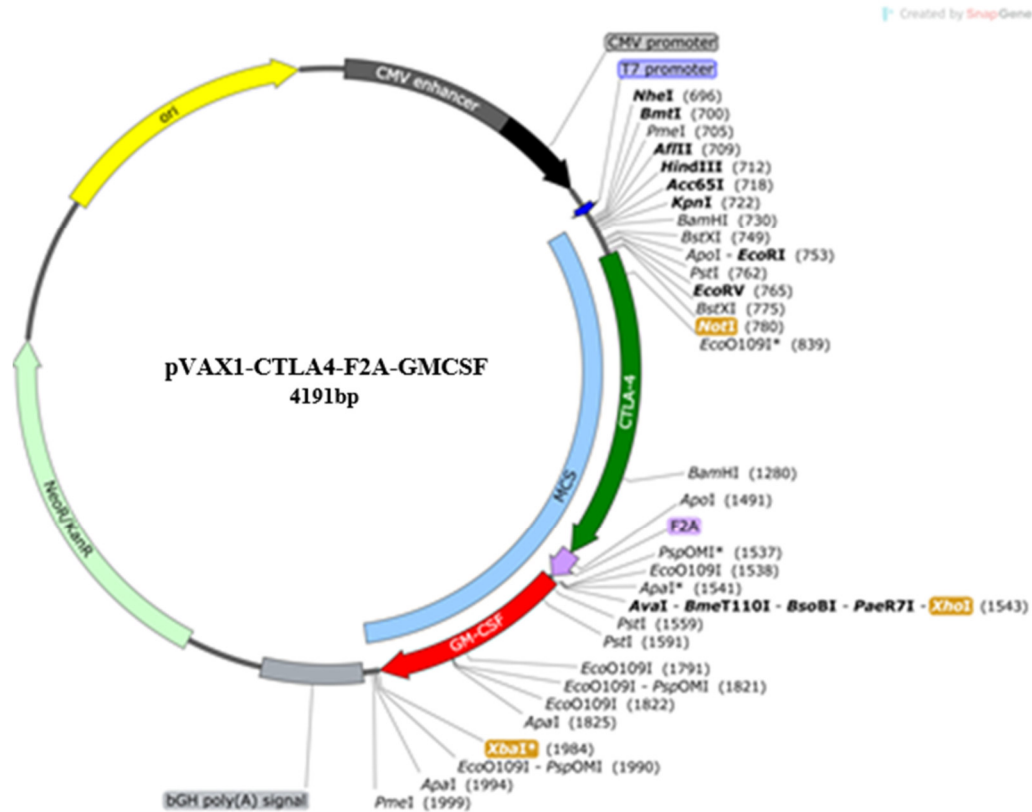 Created by SnapGene
CMV promoter
T7 promoter
NheI (696)
BmtI (700)
PmeI (705)
AflII (709)
HindIII (712)
Acc65I (718)
KpnI (722)
BamHI (730)
BstXI (749)
ApoI - EcoRI (753)
PstI (762)
EcoRV (765)
BstXI (775)
NotI (780)
EcoO109I* (839)
CMV enhancer
ori
pVAX1-CTLA4-F2A-GMCSF
4191bp
CTLA-4
MCS
NeoR/KanR
BamHI (1280)
ApoI (1491)
F2A
PspOMI* (1537)
EcoO109I (1538)
ApaI* (1541)
AvaI - BmeT110I - BsoBI - PaeR7I - XhoI (1543)
PstI (1559)
PstI (1591)
GM-CSF
EcoO109I (1791)
EcoO109I - PspOMI (1821)
EcoO109I (1822)
ApaI (1825)
XbaI* (1984)
EcoO109I - PspOMI (1990)
ApaI (1994)
PmeI (1999)
bGH poly(A) signal